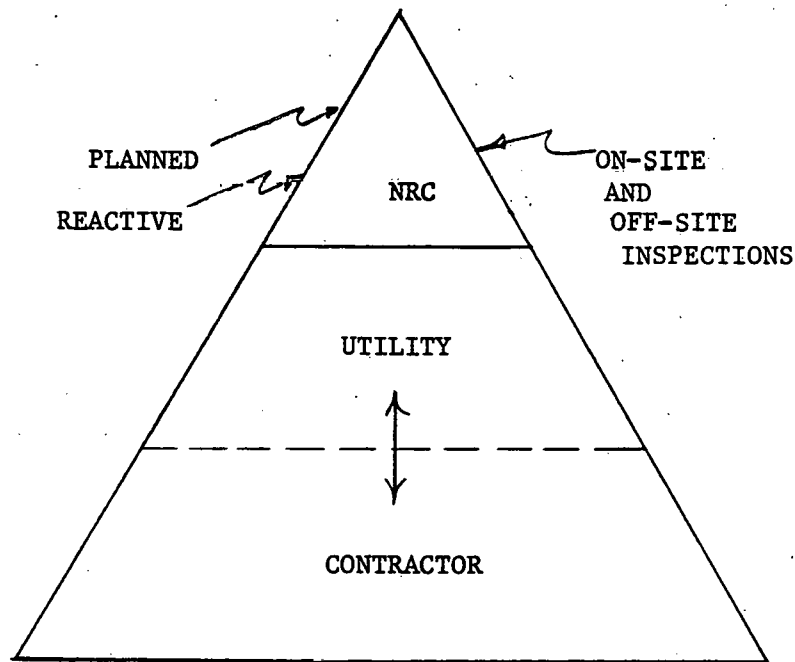 PLANNED
REACTIVE
NRC
ON-SITE
AND
OFF-SITE
INSPECTIONS
UTILITY
CONTRACTOR